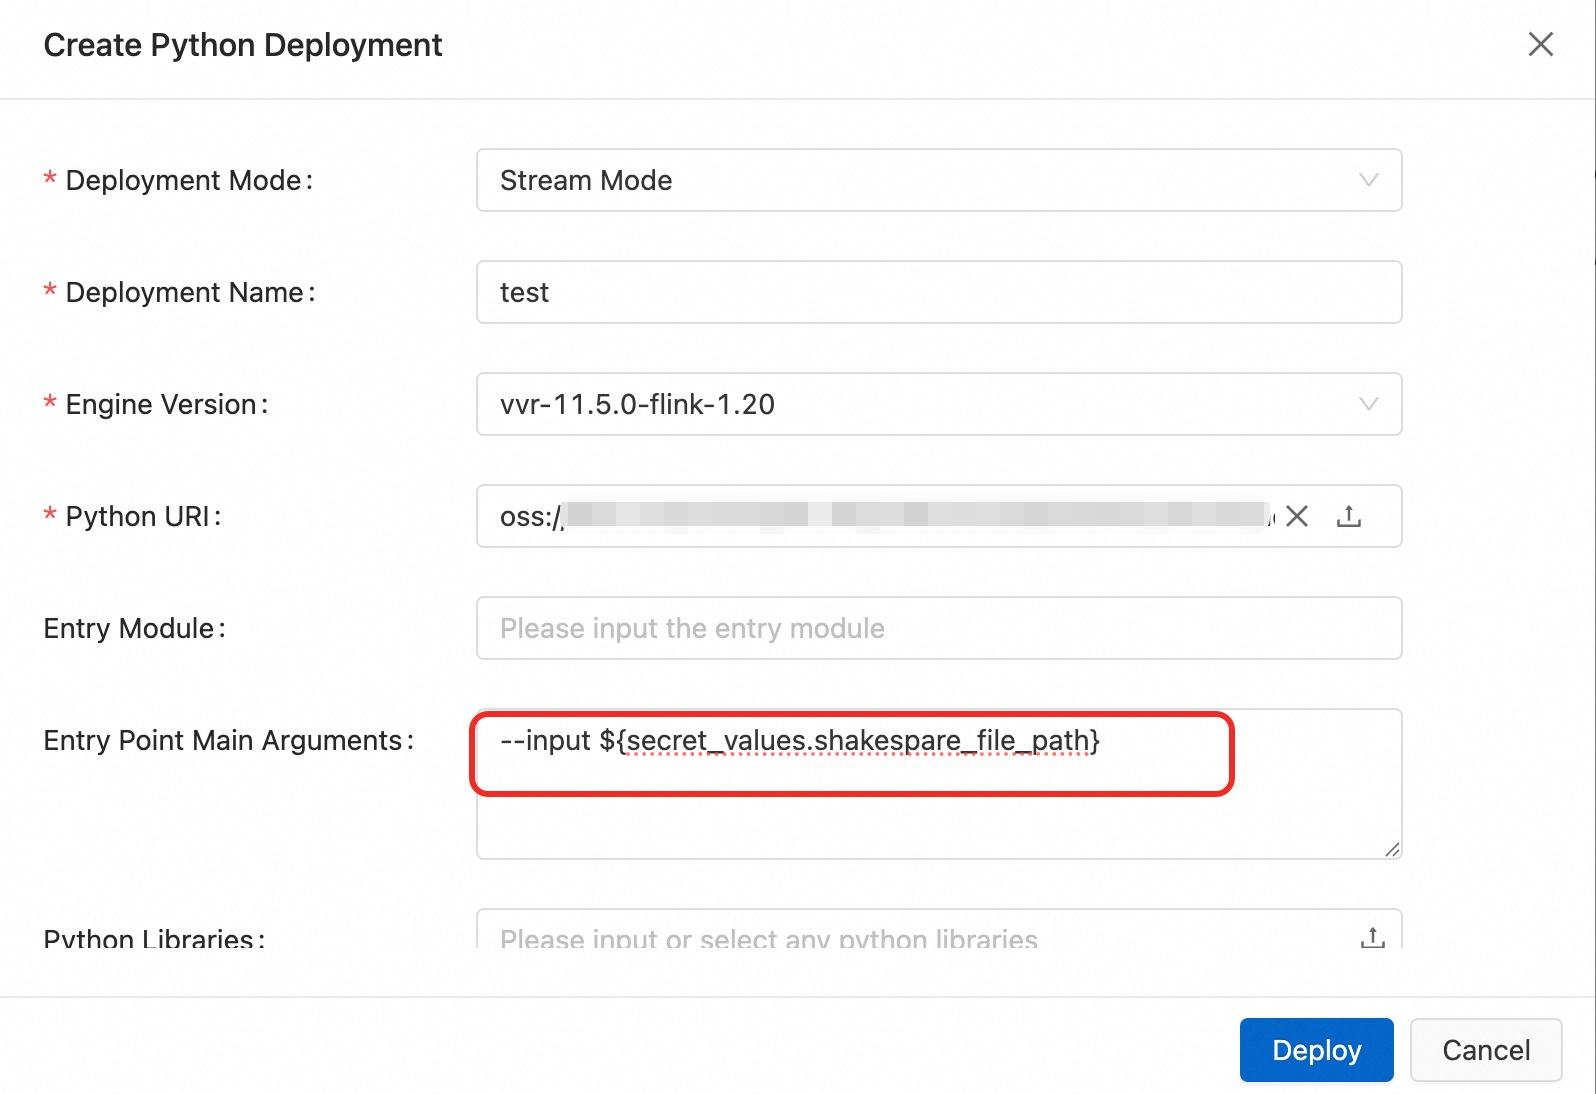 Create Python Deployment
* Deployment Mode: Stream Mode
* Deployment Name: test
* Engine Version: vvr-11.5.0-flink-1.20
* Python URI: oss:/
Entry Module: Please input the entry module
Entry Point Main Arguments: --input ${secret_values.shakespare_file_path}
Python Libraries: Please input or select any python libraries
Deploy Cancel